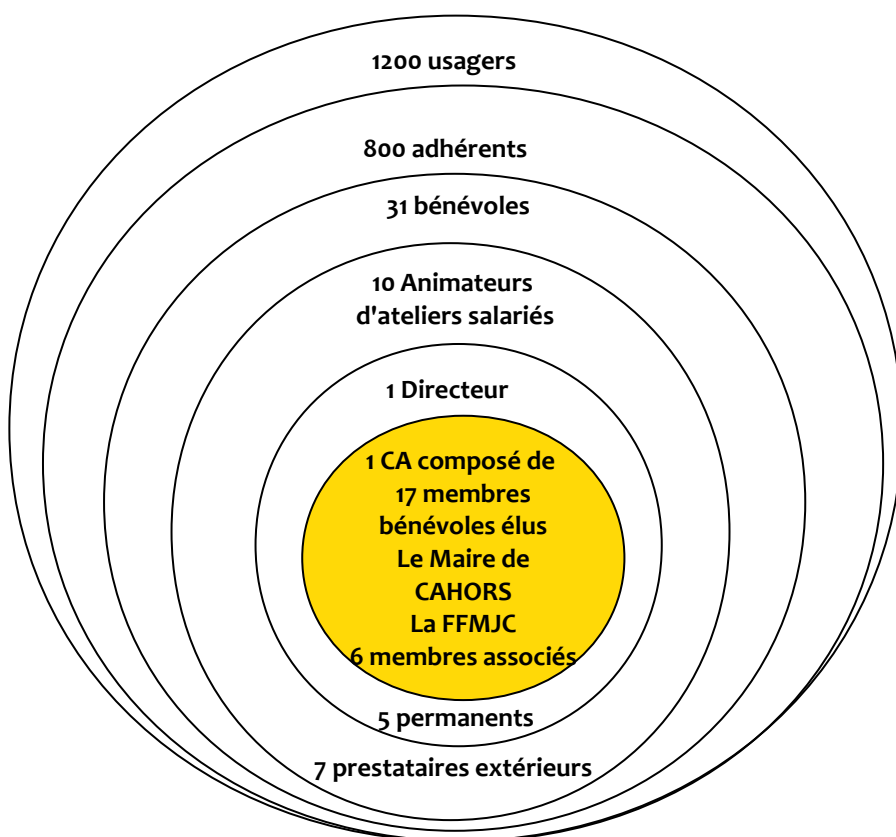 1200 usagers
800 adhérents
31 bénévoles
10 Animateurs
d'ateliers salariés
1 Directeur
1 CA composé de
17 membres
bénévoles élus
Le Maire de
CAHORS
La FFMJC
6 membres associés
5 permanents
7 prestataires extérieurs